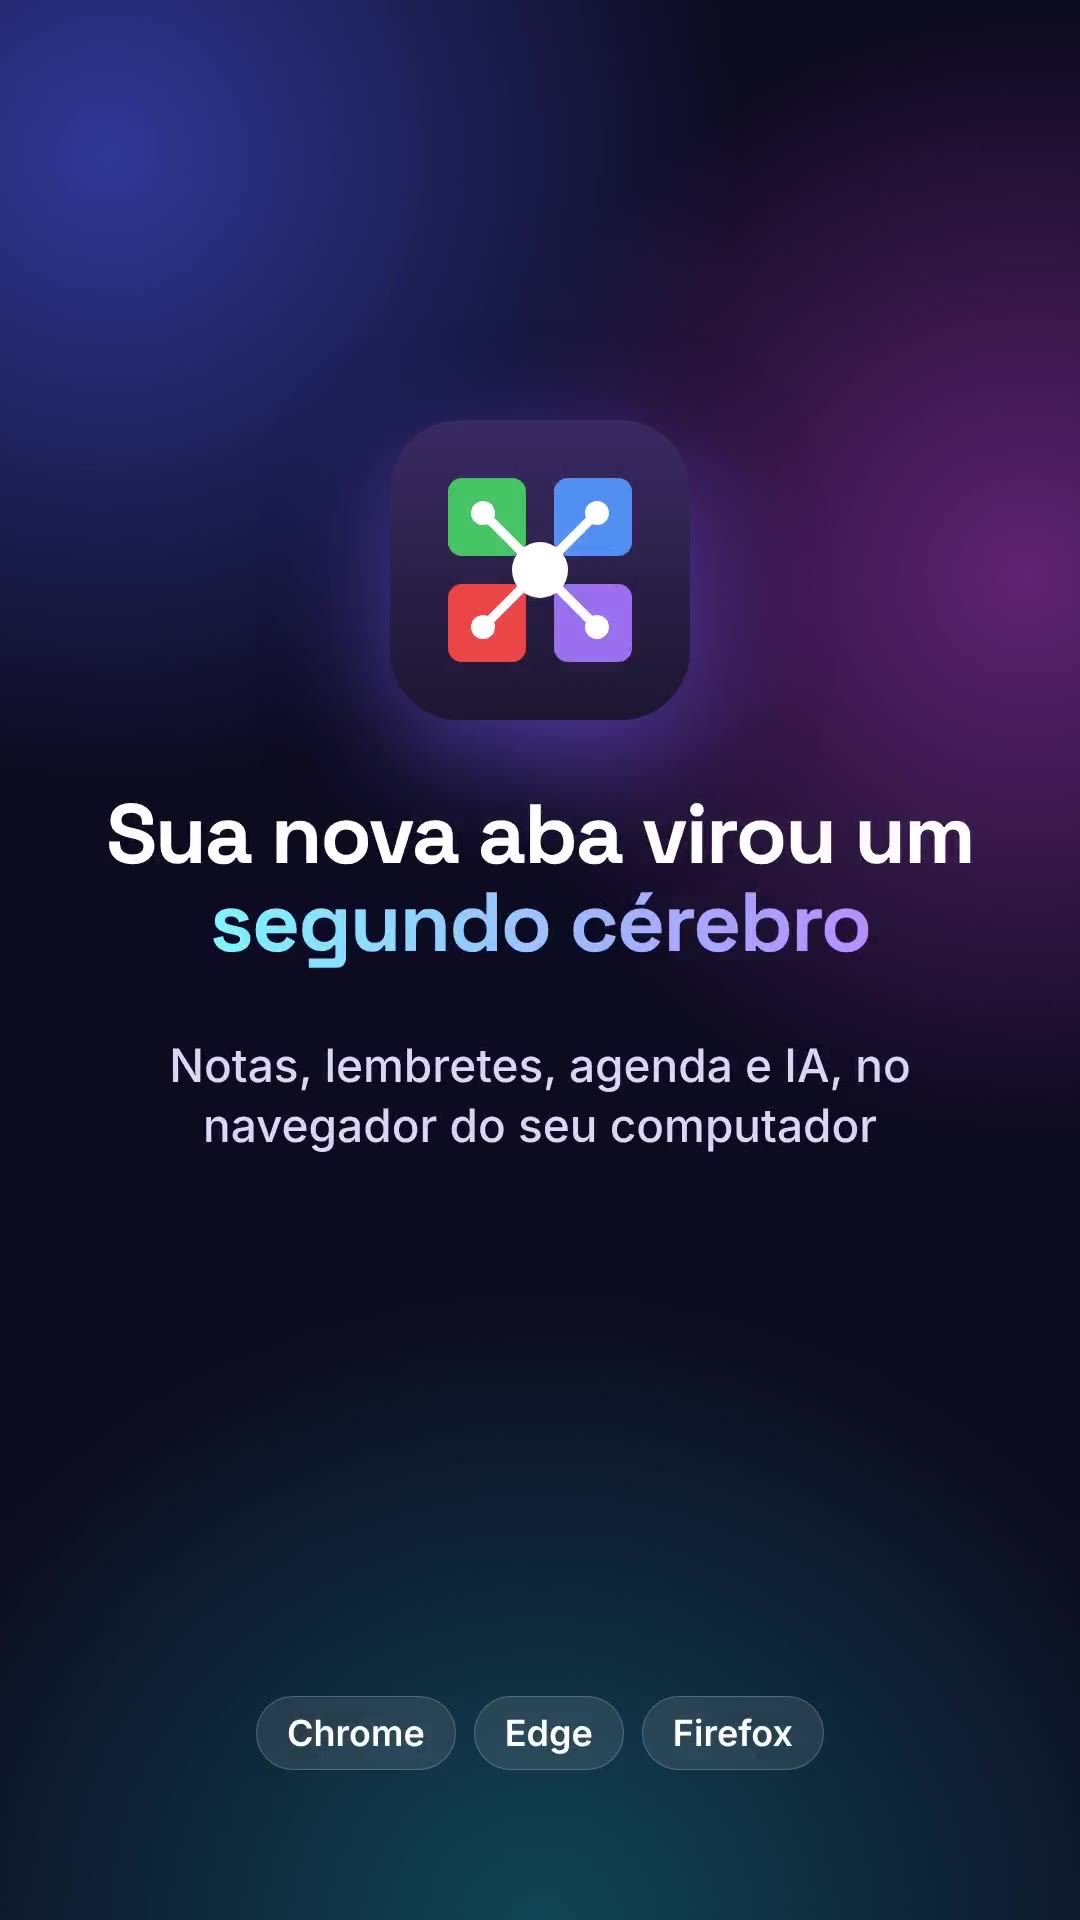 Sua nova aba virou um
segundo cérebro
Notas, lembretes, agenda e IA, no
navegador do seu computador
Chrome
Edge
Firefox